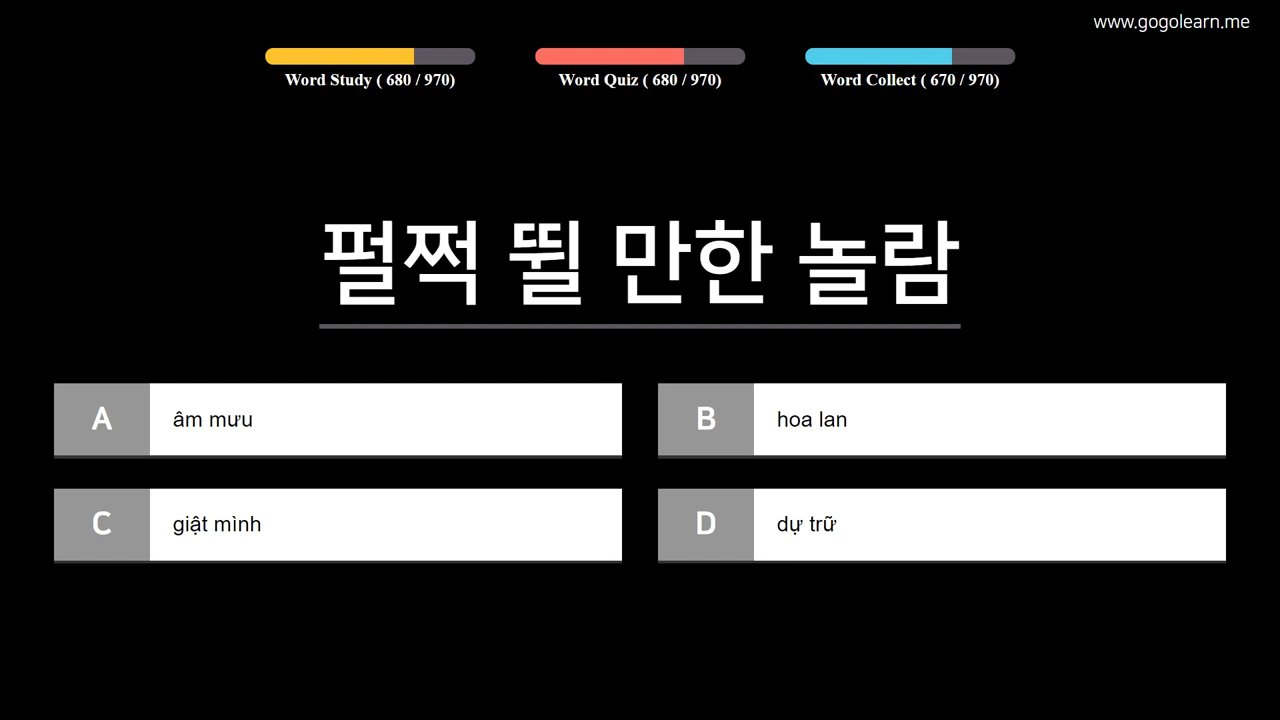 www.gogolearn.me
Word Study ( 680 / 970)
Word Quiz ( 680 / 970)
Word Collect ( 670 / 970)
펄쩍 뛸 만한 놀람
A
âm mưu
B
hoa lan
C
giật mình
D
dự trữ